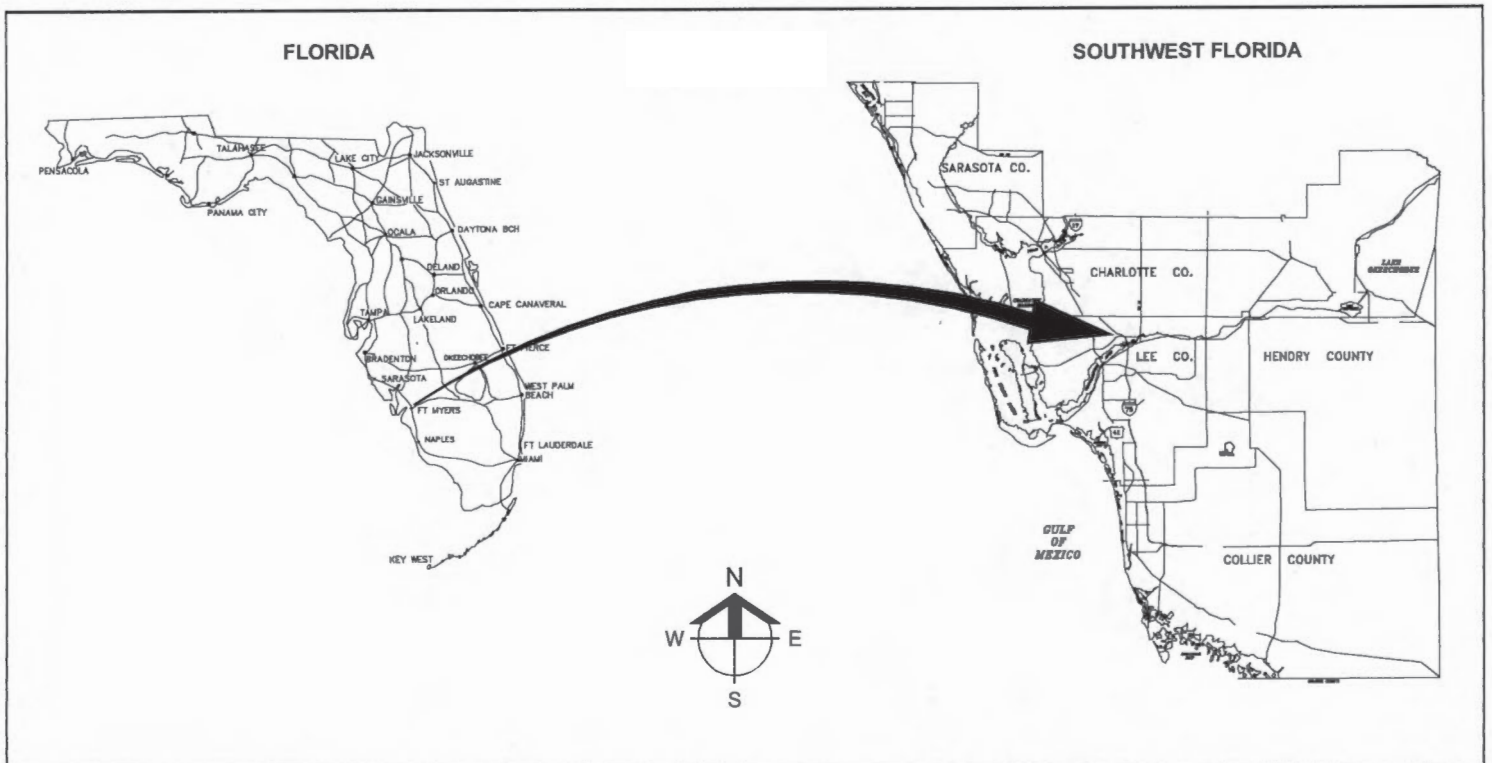 FLORIDA
SOUTHWEST FLORIDA
PENSACOLA
TALAHASEE
LAKE CITY
JACKSONVILLE
ST AUGUSTINE
PANAMA CITY
GAINSVILLE
OCALA
DAYTONA BCH
DELAND
ORLANDO
CAPE CANAVERAL
TAMPA
LAKELAND
BRADENTON
OKEECHOBEE
FT PIERCE
SARASOTA
WEST PALM
BEACH
FT MYERS
NAPLES
FT LAUDERDALE
MIAMI
KEY WEST
N
W
E
S
SARASOTA CO.
CHARLOTTE CO.
LAKE
OKEECHOBEE
LEE CO.
HENDRY COUNTY
75
41
GULF
OF
MEXICO
COLLIER COUNTY